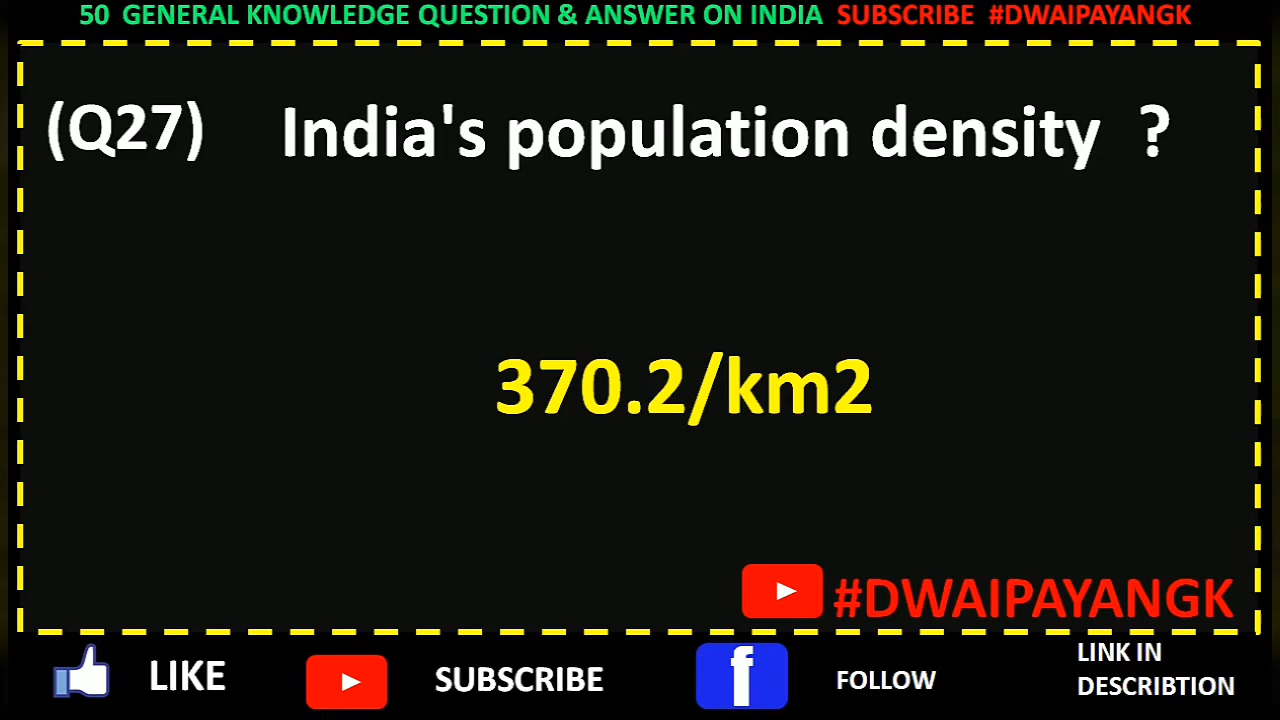 50 GENERAL KNOWLEDGE QUESTION & ANSWER ON INDIA SUBSCRIBE #DWAIPAYANGK
(Q27) India's population density ?
370.2/km2
#DWAIPAYANGK
LIKE SUBSCRIBE f FOLLOW LINK IN
DESCRIBTION